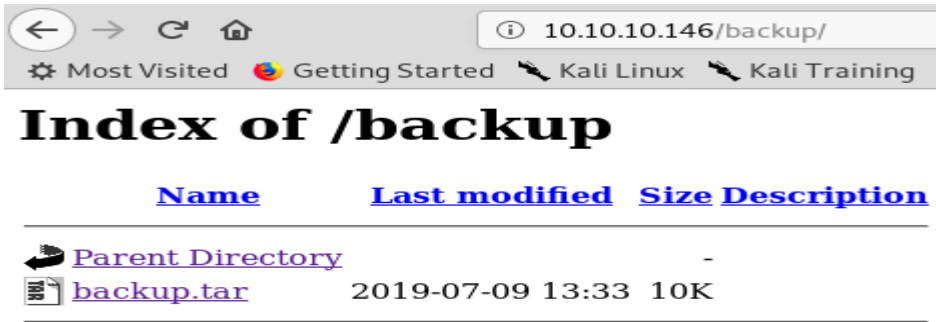 10.10.10.146/backup/
Most Visited Getting Started Kali Linux Kali Training
Index of /backup
Name Last modified Size Description
Parent Directory -
backup.tar 2019-07-09 13:33 10K